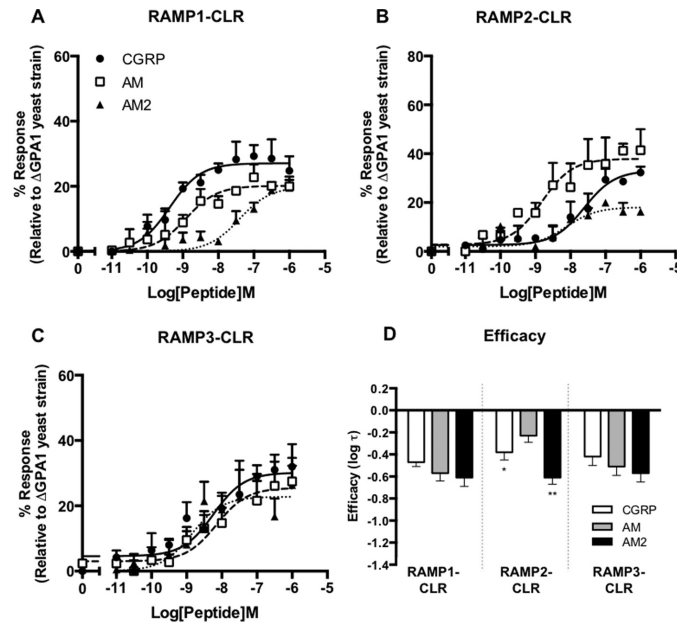 A
RAMP1-CLR
% Response
(Relative to ΔGPA1 yeast strain)
60
40
20
0
CGRP
AM
AM2
0 -11 -10 -9 -8 -7 -6 -5
Log[Peptide]M
B
RAMP2-CLR
% Response
(Relative to ΔGPA1 yeast strain)
80
60
40
20
0
0 -11 -10 -9 -8 -7 -6 -5
Log[Peptide]M
C
RAMP3-CLR
% Response
(Relative to ΔGPA1 yeast strain)
60
40
20
0
0 -11 -10 -9 -8 -7 -6 -5
Log[Peptide]M
D
Efficacy
Efficacy (log τ)
0.2
0.0
-0.2
-0.4
-0.6
-0.8
-1.0
-1.2
-1.4
*
**
CGRP
AM
AM2
RAMP1-
CLR
RAMP2-
CLR
RAMP3-
CLR